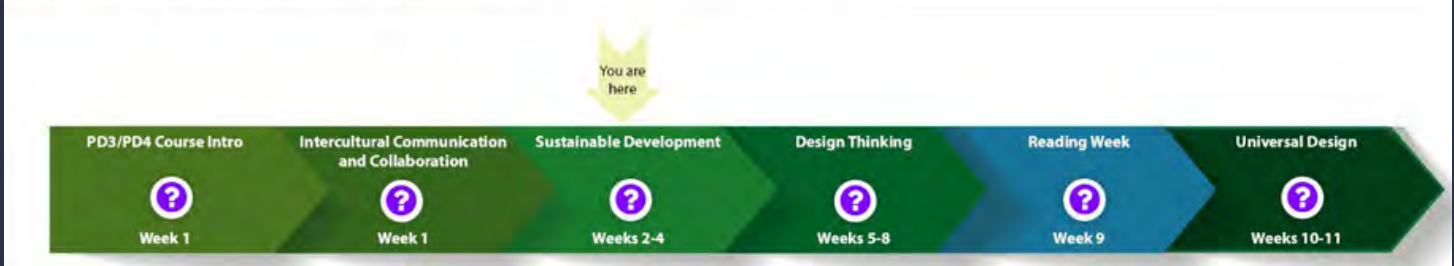 You are
here
PD3/PD4 Course Intro
Intercultural Communication
and Collaboration
Sustainable Development
Design Thinking
Reading Week
Universal Design
?
?
?
?
?
?
Week 1
Week 1
Weeks 2-4
Weeks 5-8
Week 9
Weeks 10-11